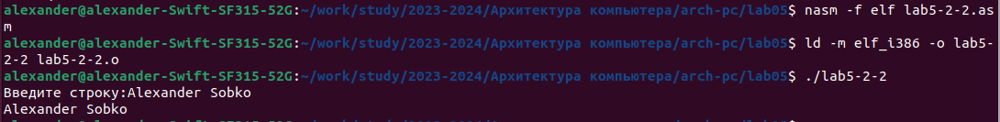 alexander@alexander-Swift-SF315-52G:~/work/study/2023-2024/Архитектура компьютера/arch-pc/lab05$ nasm -f elf lab5-2-2.as
m
alexander@alexander-Swift-SF315-52G:~/work/study/2023-2024/Архитектура компьютера/arch-pc/lab05$ ld -m elf_i386 -o lab5-
2-2 lab5-2-2.o
alexander@alexander-Swift-SF315-52G:~/work/study/2023-2024/Архитектура компьютера/arch-pc/lab05$ ./lab5-2-2
Введите строку:Alexander Sobko
Alexander Sobko